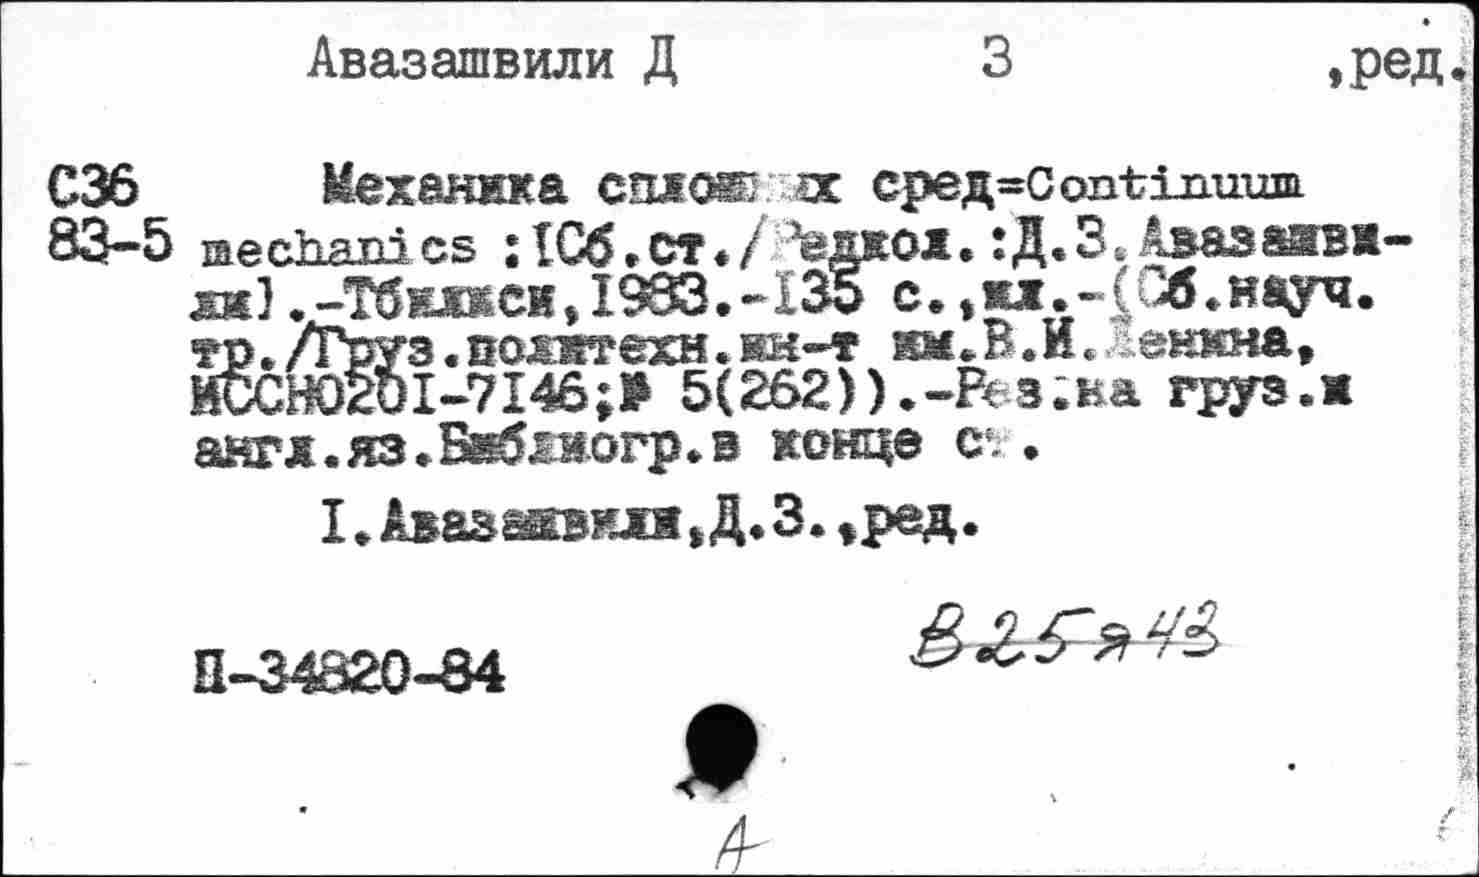 Авазашвили Д З ,ред.
С36 Механика сплошных сред=Continuum
83-5 mechanics :[Сб.ст./Редкол.:Д.З.Авазашви-
ли].-Тбилиси,1983.-135 с.,ил.-(Сб.науч.
тр./Груз.политехн.ин-т им.В.И.Ленина,
ИССН0201-7146;№ 5(262)).-Рез.на груз.и
англ.яз.Библиогр.в конце ст.
I.Авазашвили,Д.З.,ред.
В25я43
П-34820-84
А